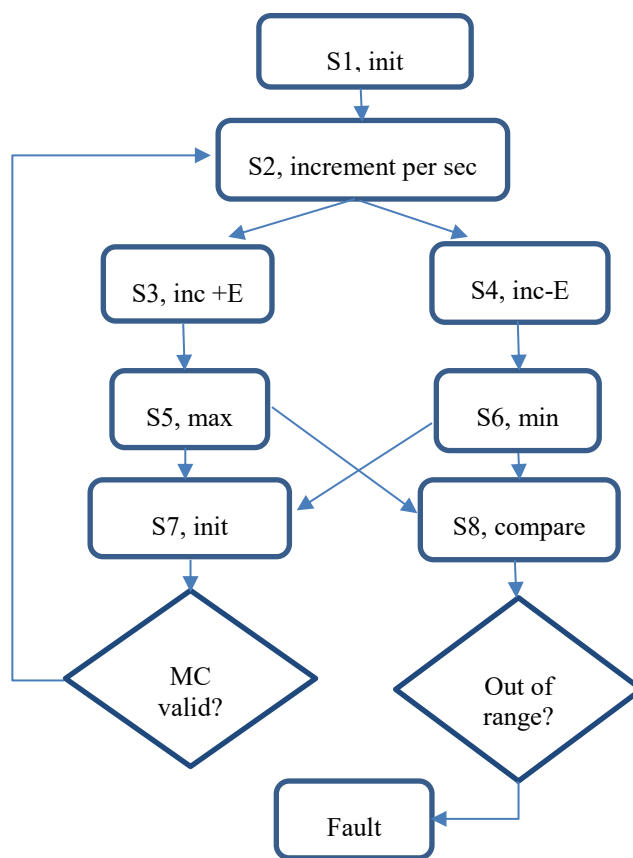 S1, init
S2, increment per sec
S3, inc +E
S4, inc-E
S5, max
S6, min
S7, init
S8, compare
MC
valid?
Out of
range?
Fault